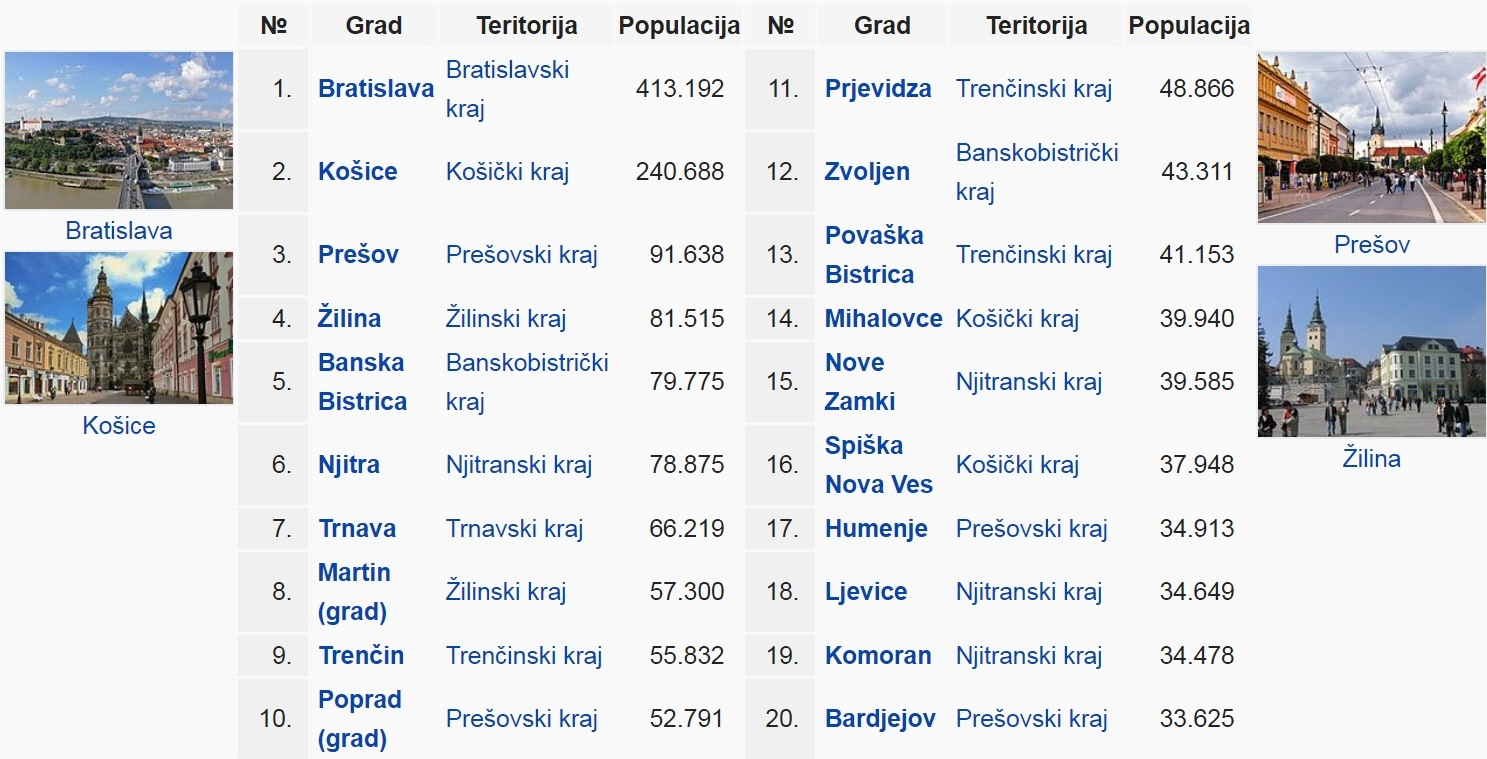 № Grad Teritorija Populacija № Grad Teritorija Populacija
1. Bratislava Bratislavski kraj 413.192 11. Prjevidza Trenčinski kraj 48.866
2. Košice Košički kraj 240.688 12. Zvoljen Banskobistrički kraj 43.311
3. Prešov Prešovski kraj 91.638 13. Povaška Bistrica Trenčinski kraj 41.153
4. Žilina Žilinski kraj 81.515 14. Mihalovce Košički kraj 39.940
5. Banska Bistrica Banskobistrički kraj 79.775 15. Nove Zamki Njitranski kraj 39.585
6. Njitra Njitranski kraj 78.875 16. Spiška Nova Ves Košički kraj 37.948
7. Trnava Trnavski kraj 66.219 17. Humenje Prešovski kraj 34.913
8. Martin (grad) Žilinski kraj 57.300 18. Ljevice Njitranski kraj 34.649
9. Trenčin Trenčinski kraj 55.832 19. Komoran Njitranski kraj 34.478
10. Poprad (grad) Prešovski kraj 52.791 20. Bardjejov Prešovski kraj 33.625
Bratislava
Košice
Prešov
Žilina